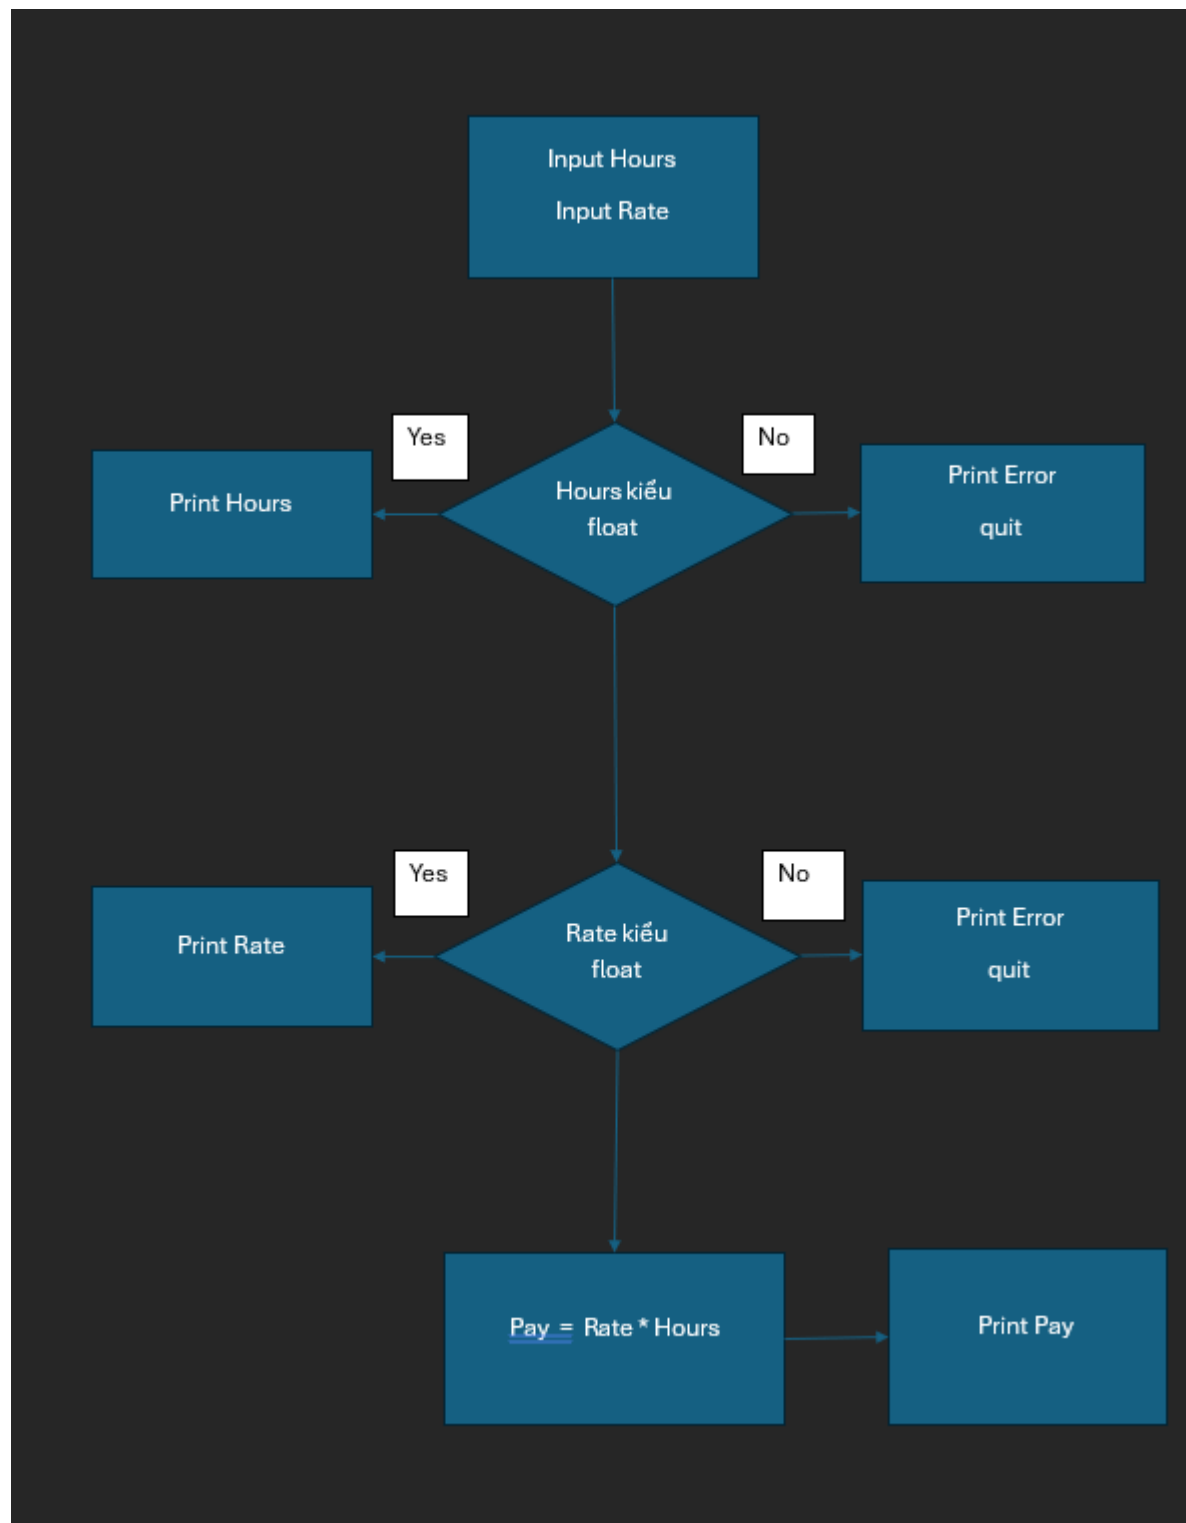 Input Hours
Input Rate
Yes
No
Print Hours
Hours kiểu
float
Print Error
quit
Yes
No
Print Rate
Rate kiểu
float
Print Error
quit
Pay = Rate * Hours
Print Pay